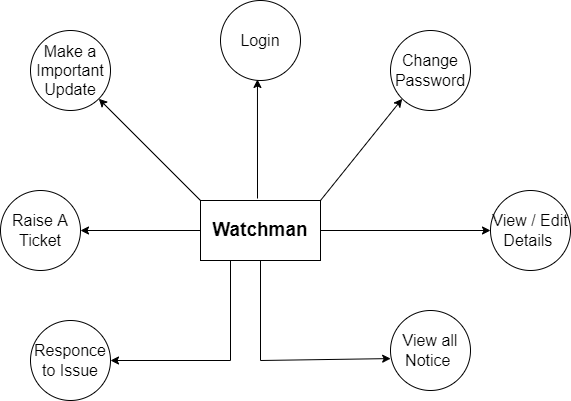 Make a
Important
Update
Login
Change
Password
Raise A
Ticket
Watchman
View / Edit
Details
Responce
to Issue
View all
Notice